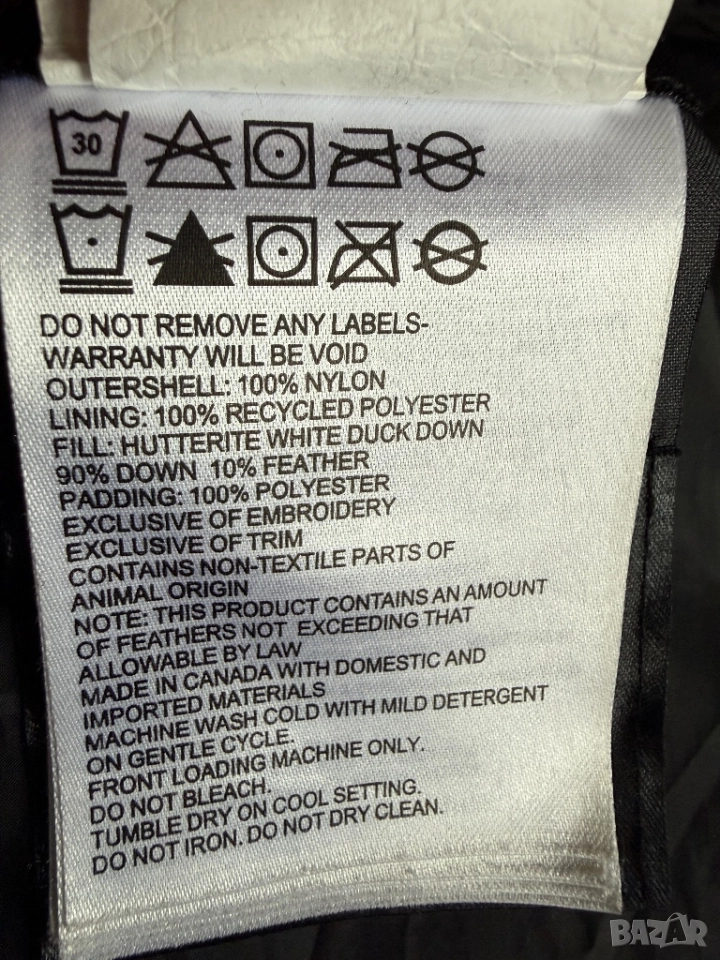 30
DO NOT REMOVE ANY LABELS-
WARRANTY WILL BE VOID
OUTERSHELL: 100% NYLON
LINING: 100% RECYCLED POLYESTER
FILL: HUTTERITE WHITE DUCK DOWN
90% DOWN 10% FEATHER
PADDING: 100% POLYESTER
EXCLUSIVE OF EMBROIDERY
EXCLUSIVE OF TRIM
CONTAINS NON-TEXTILE PARTS OF
ANIMAL ORIGIN
NOTE: THIS PRODUCT CONTAINS AN AMOUNT
OF FEATHERS NOT EXCEEDING THAT
ALLOWABLE BY LAW
MADE IN CANADA WITH DOMESTIC AND
IMPORTED MATERIALS
MACHINE WASH COLD WITH MILD DETERGENT
ON GENTLE CYCLE.
FRONT LOADING MACHINE ONLY.
DO NOT BLEACH.
TUMBLE DRY ON COOL SETTING.
DO NOT IRON. DO NOT DRY CLEAN.
BAZAR